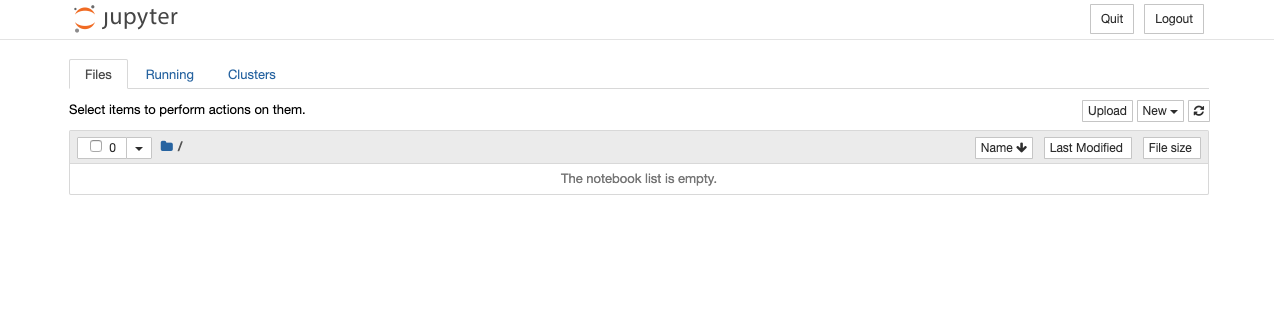 jupyter Quit Logout
Files Running Clusters
Select items to perform actions on them. Upload New
0 / Name Last Modified File size
The notebook list is empty.